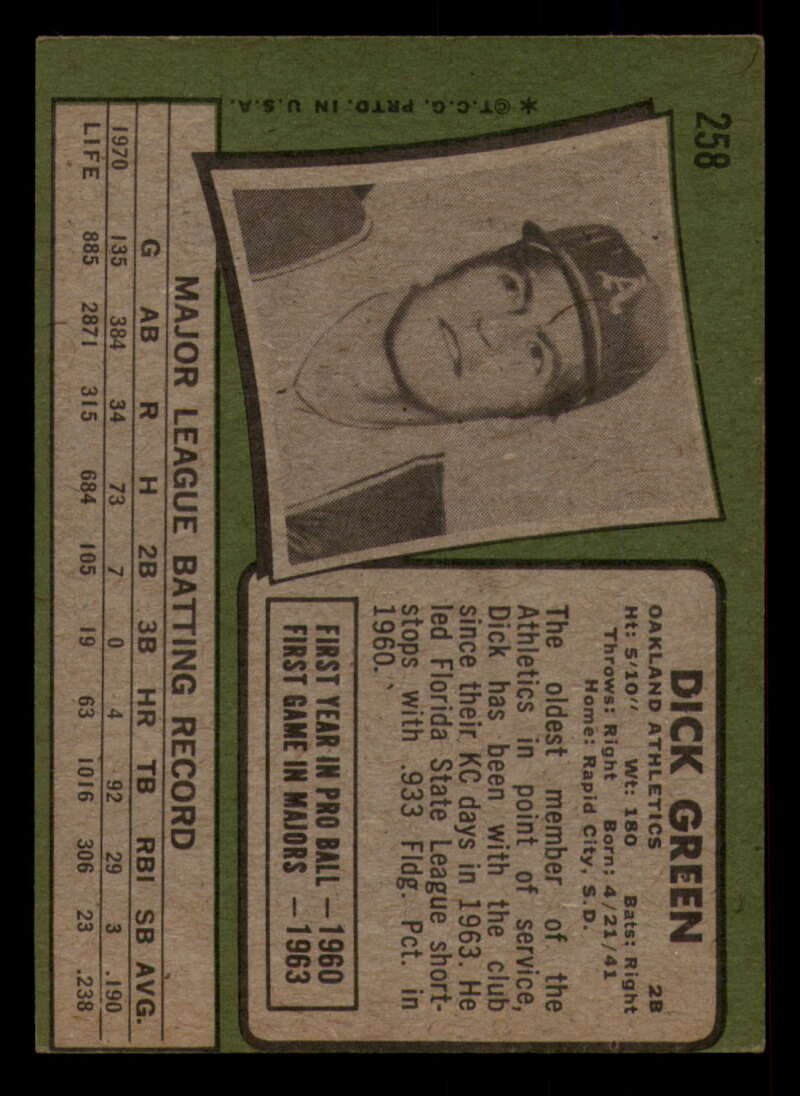 258
DICK GREEN
OAKLAND ATHLETICS 2B
Ht: 5'10" Wt: 180 Bats: Right
Throws: Right Born: 4/21/41
Home: Rapid City, S.D.
The oldest member of the
Athletics in point of service,
Dick has been with the club
since their KC days in 1963. He
led Florida State League short-
stops with .933 Fldg. Pct. in
1960.
FIRST YEAR IN PRO BALL — 1960
FIRST GAME IN MAJORS — 1963
A
*©T.C.G. PRTD. IN U.S.A.
MAJOR LEAGUE BATTING RECORD
G AB R H 2B 3B HR TB RBI SB AVG.
1970 135 384 34 73 7 0 4 92 29 3 .190
LIFE 885 2871 315 684 105 19 63 1016 306 23 .238